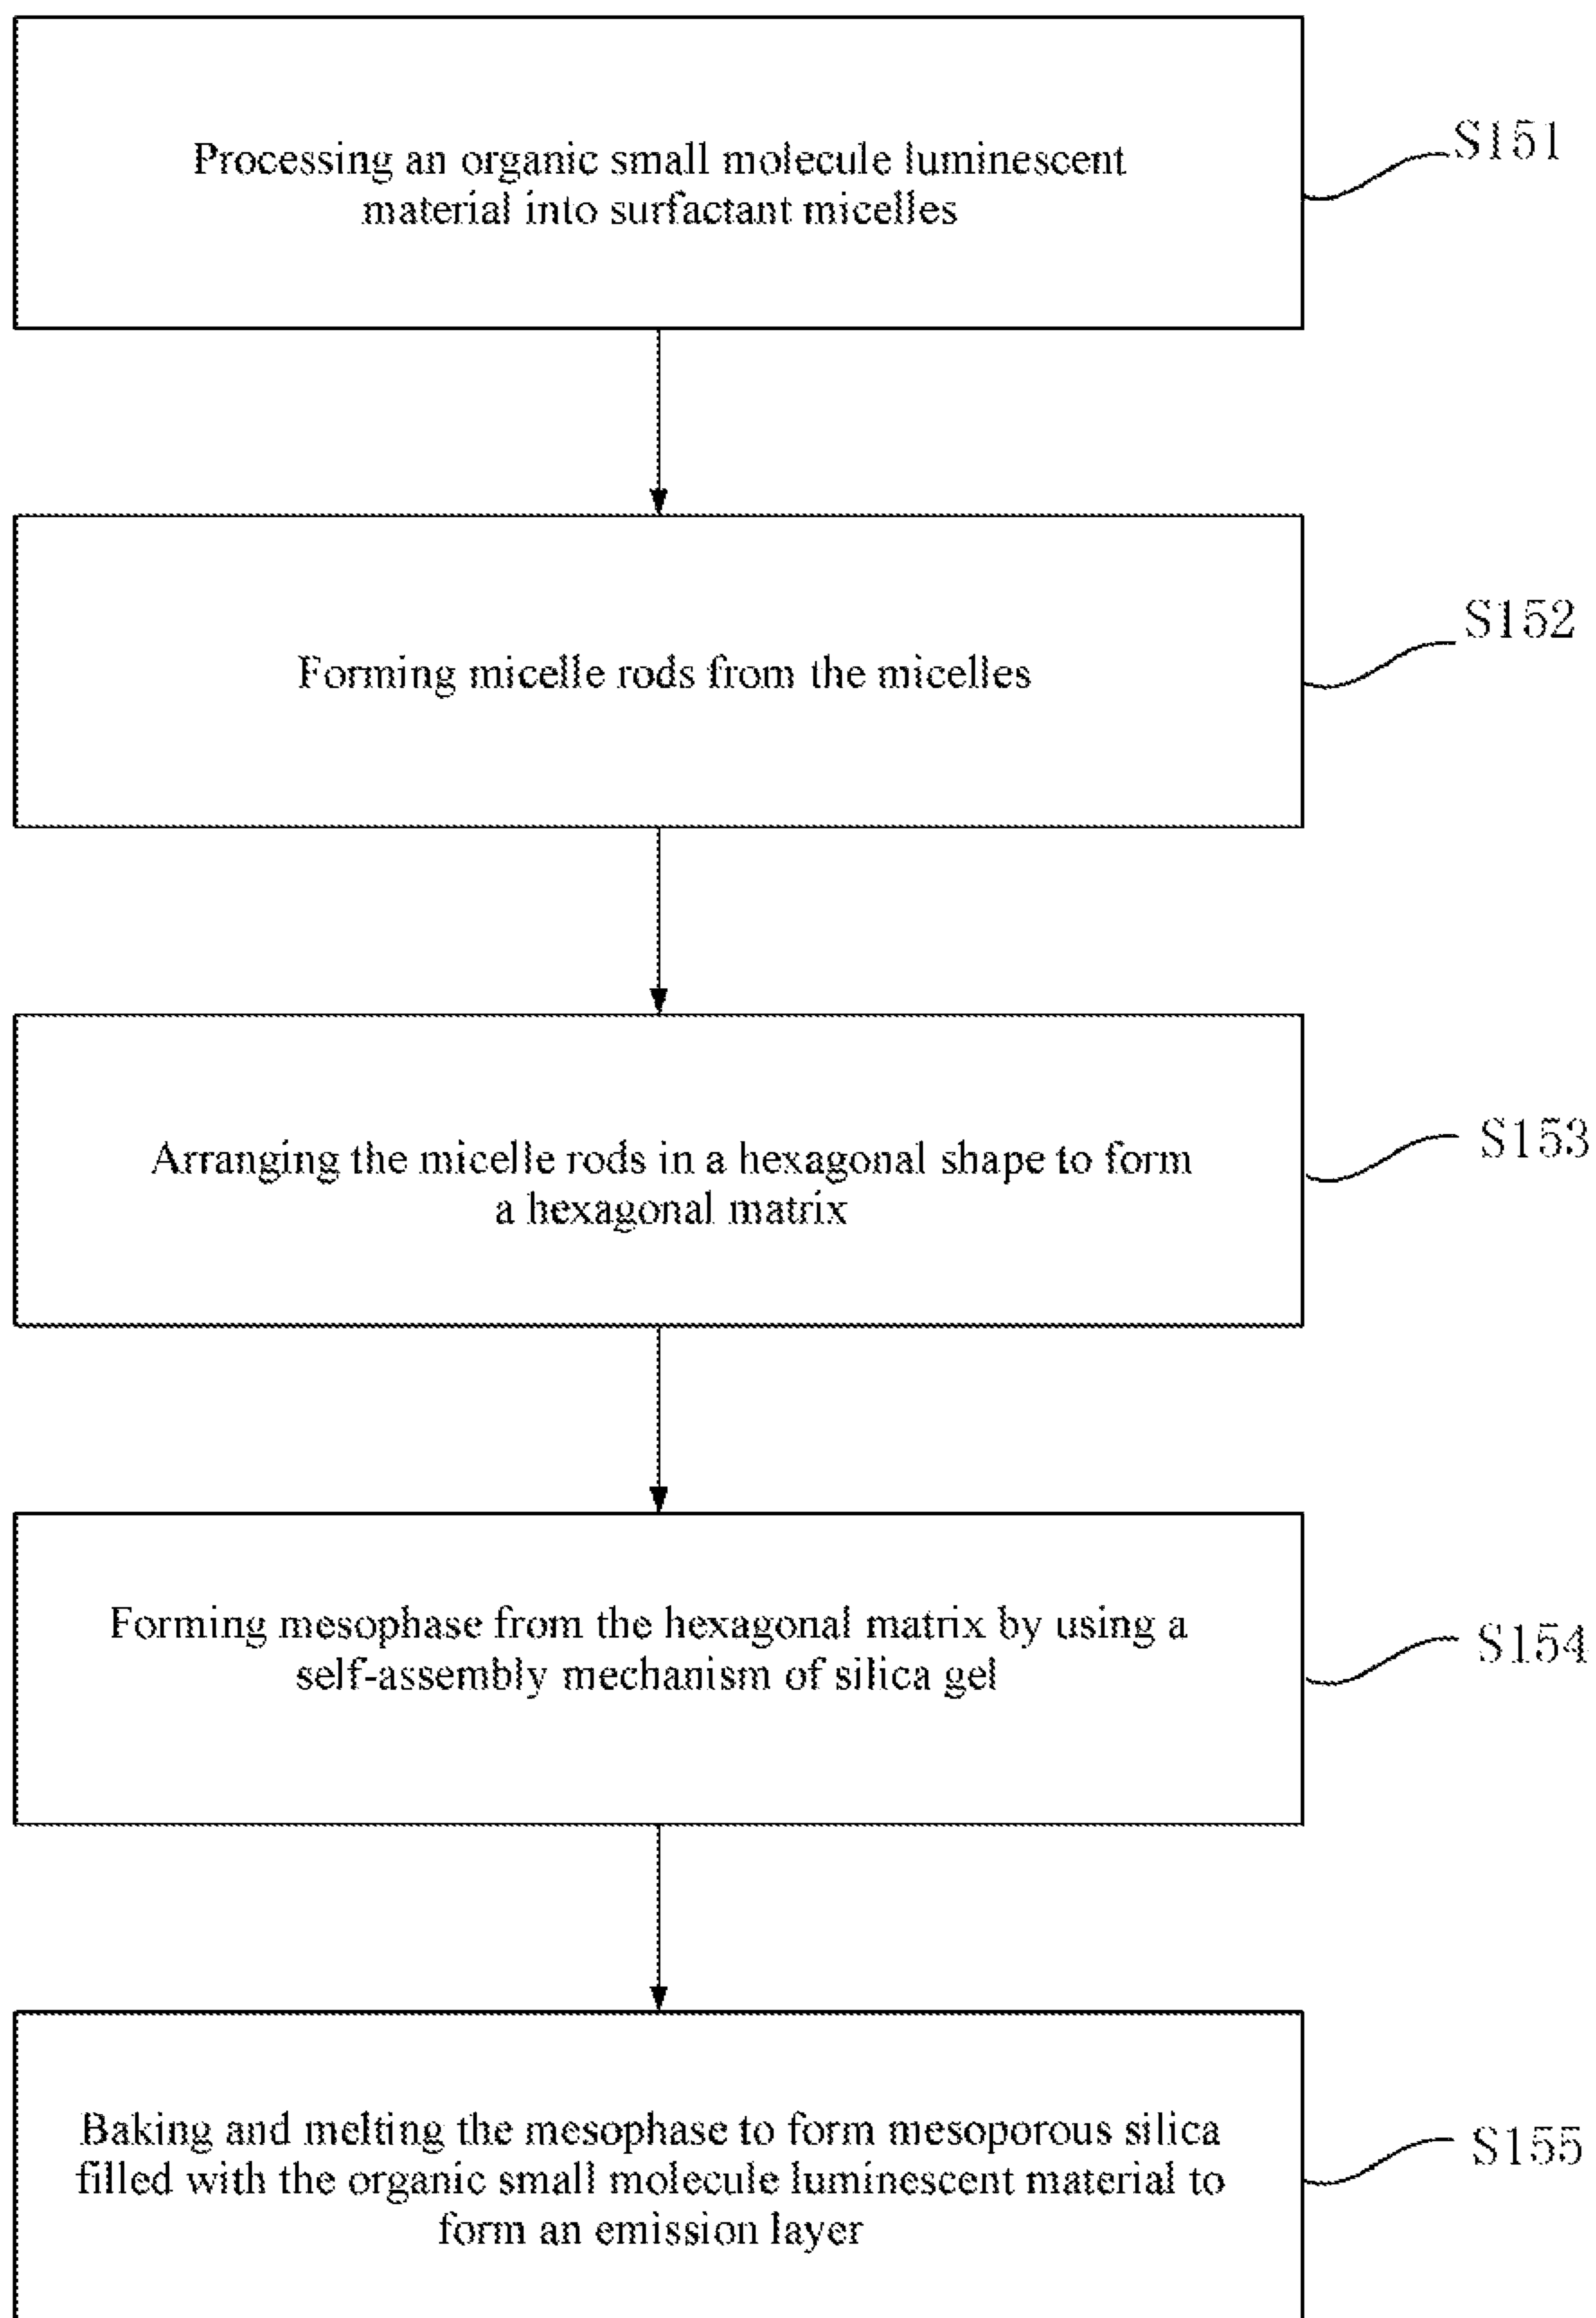 Processing an organic small molecule luminescent
material into surfactant micelles
S151
Forming micelle rods from the micelles
S152
Arranging the micelle rods in a hexagonal shape to form
a hexagonal matrix
S153
Forming mesophase from the hexagonal matrix by using a
self-assembly mechanism of silica gel
S154
Baking and melting the mesophase to form mesoporous silica
filled with the organic small molecule luminescent material to
form an emission layer
S155